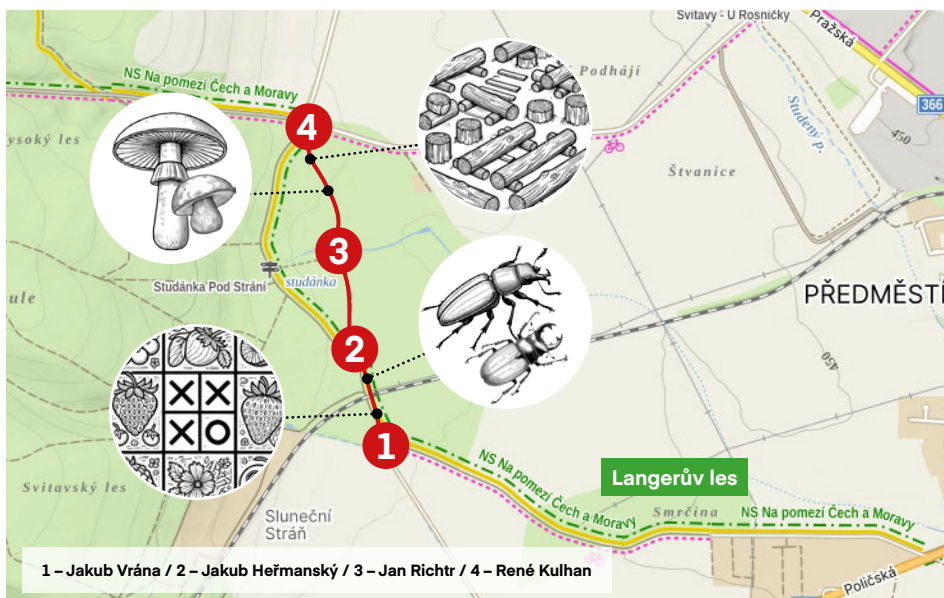 Svitavy - U Rosničky
Pražská
NS Na pomezí Čech a Moravy
Podhájí
366
Studený p.
450
ysoký les
4
Štvanice
3
Studánka Pod Strání
studánka
PŘEDMĚSTÍ
ule
2
450
1
NS Na pomezí Čech a Moravy
Langerův les
Svitavský les
Smrčina
NS Na pomezí Čech a Moravy
Sluneční
Stráň
Poličská
1 – Jakub Vrána / 2 – Jakub Heřmanský / 3 – Jan Richtr / 4 – René Kulhan